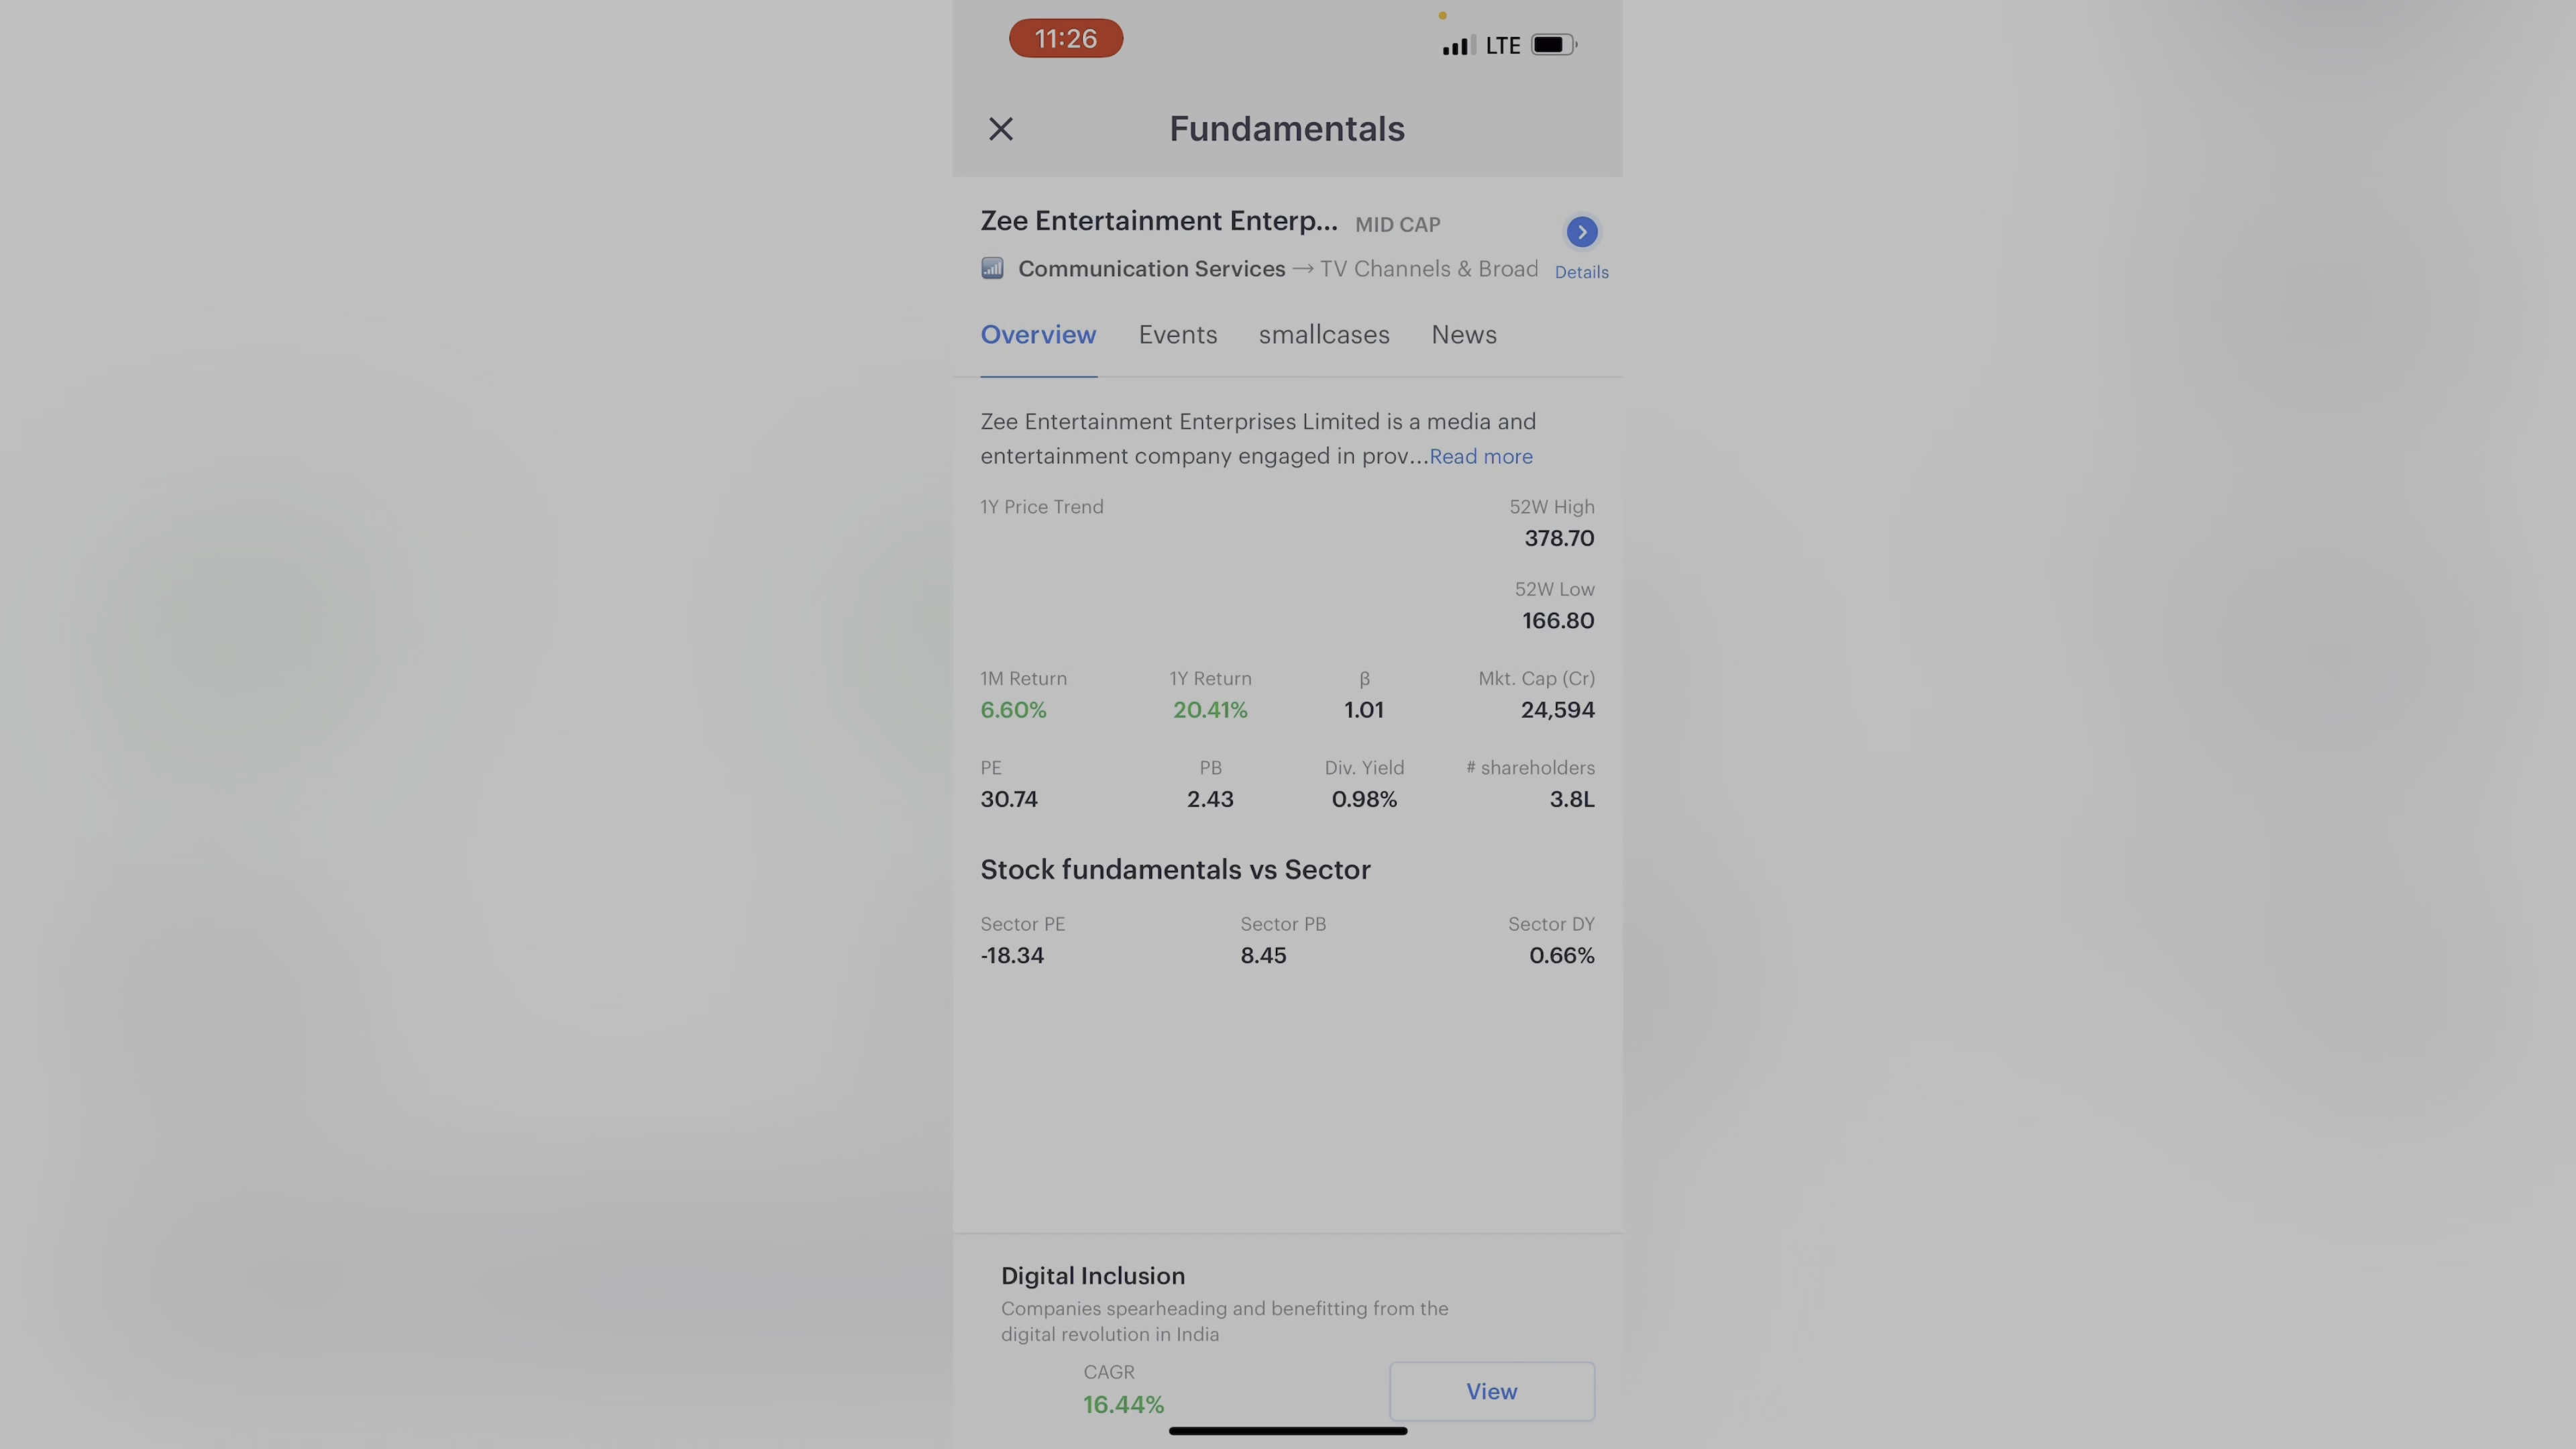 11:26
LTE
Fundamentals
Zee Entertainment Enterp... MID CAP
Communication Services → TV Channels & Broad
Details
Overview Events smallcases News
Zee Entertainment Enterprises Limited is a media and
entertainment company engaged in prov...Read more
1Y Price Trend 52W High
378.70
52W Low
166.80
1M Return 1Y Return β Mkt. Cap (Cr)
6.60% 20.41% 1.01 24,594
PE PB Div. Yield # shareholders
30.74 2.43 0.98% 3.8L
Stock fundamentals vs Sector
Sector PE Sector PB Sector DY
-18.34 8.45 0.66%
Digital Inclusion
Companies spearheading and benefitting from the
digital revolution in India
CAGR
16.44%
View